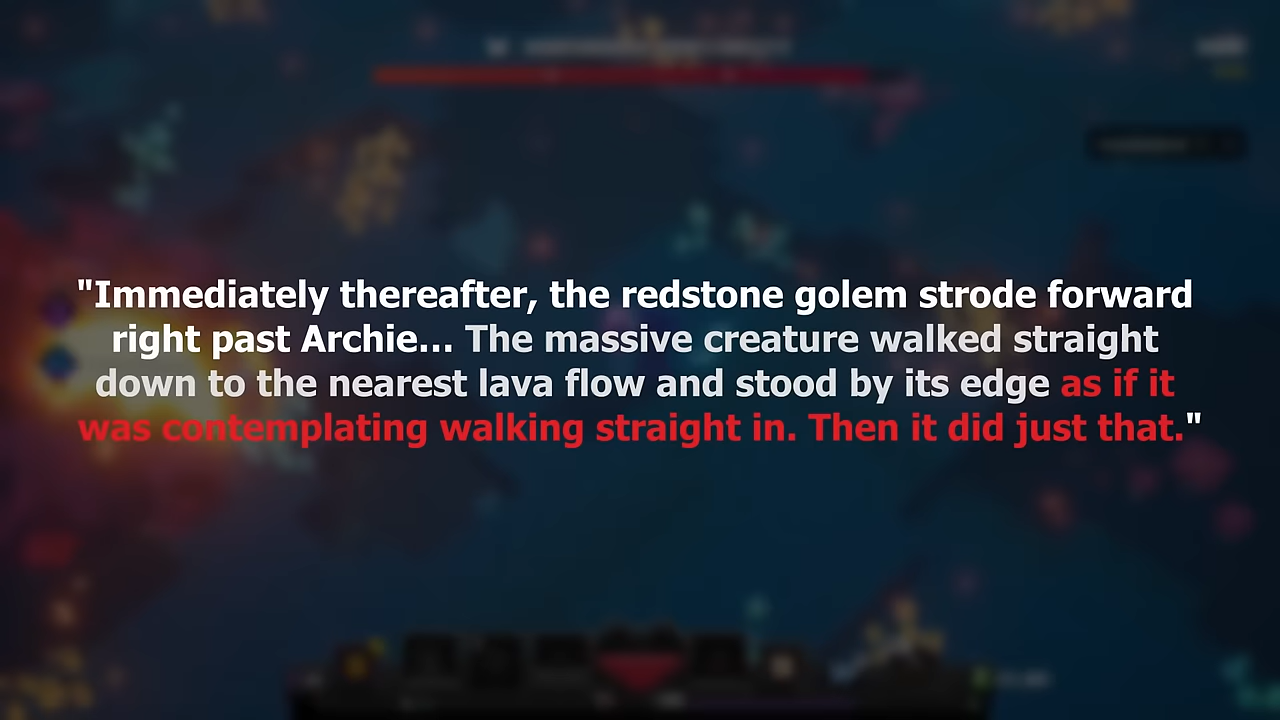 "Immediately thereafter, the redstone golem strode forward
right past Archie... The massive creature walked straight
down to the nearest lava flow and stood by its edge as if it
was contemplating walking straight in. Then it did just that."